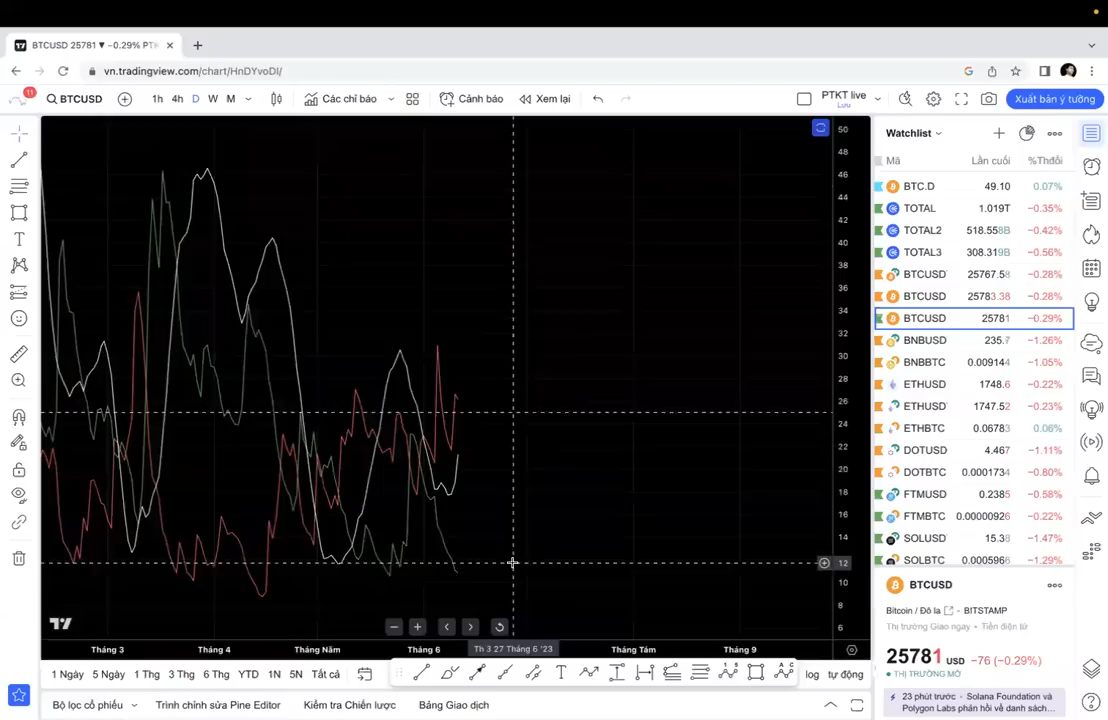 BTCUSD 25781 ▼ −0.29% PTK
vn.tradingview.com/chart/HnDYvoDI/
11
BTCUSD
1h 4h D W M
Các chỉ báo
Cảnh báo
Xem lại
PTKT live
Lưu
Xuất bản ý tưởng
50
48
46
44
42
40
38
36
34
32
30
28
26
24
22
20
18
16
14
12
10
8
6
Tháng 3 Tháng 4 Tháng Năm Tháng 6 Th 3 27 Tháng 6 '23 Tháng Tám Tháng 9
1 Ngày 5 Ngày 1 Thg 3 Thg 6 Thg YTD 1N 5N Tất cả
log tự động
Bộ lọc cổ phiếu Trình chỉnh sửa Pine Editor Kiểm tra Chiến lược Bảng Giao dịch
Watchlist
Mã Lần cuối %Thđổi
BTC.D 49.10 0.07%
TOTAL 1.019T −0.35%
TOTAL2 518.558B −0.42%
TOTAL3 308.319B −0.56%
BTCUSD 25767.58 −0.28%
BTCUSD 25783.38 −0.28%
BTCUSD 25781 −0.29%
BNBUSD 235.7 −1.26%
BNBBTC 0.009144 −1.05%
ETHUSD 1748.6 −0.22%
ETHUSD 1747.52 −0.23%
ETHBTC 0.06783 0.06%
DOTUSD 4.467 −1.11%
DOTBTC 0.0001734 −0.80%
FTMUSD 0.2385 −0.58%
FTMBTC 0.00000926 −0.22%
SOLUSD 15.38 −1.47%
SOLBTC 0.0005966 −1.29%
BTCUSD
Bitcoin / Đô la • BITSTAMP
Thị trường Giao ngay • Tiền điện tử
25781 USD −76 (−0.29%)
THỊ TRƯỜNG MỞ
23 phút trước • Solana Foundation và
Polygon Labs phản hồi về danh sách...